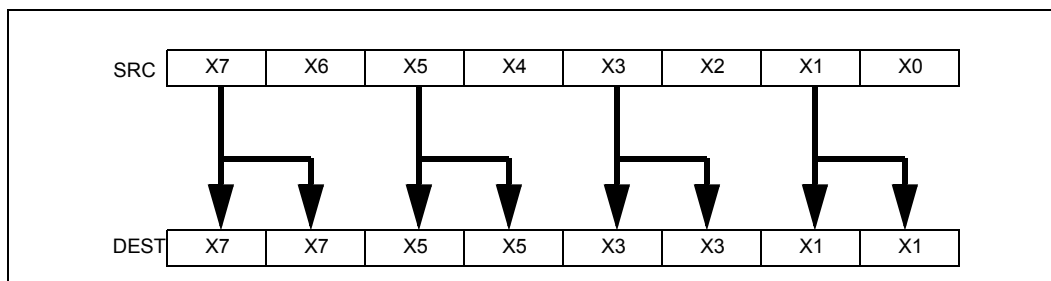 SRC X7 X6 X5 X4 X3 X2 X1 X0
DEST X7 X7 X5 X5 X3 X3 X1 X1